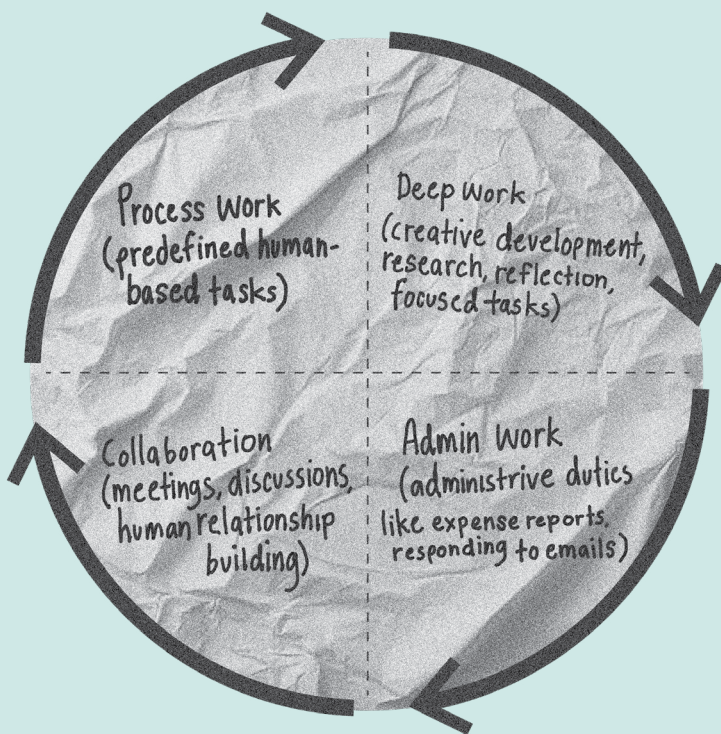 Process Work
(predefined human-
based tasks)
Deep Work
(creative development,
research, reflection,
focused tasks)
Collaboration
(meetings, discussions,
human relationship
building)
Admin Work
(administrive dutics
like expense reports,
responding to emails)